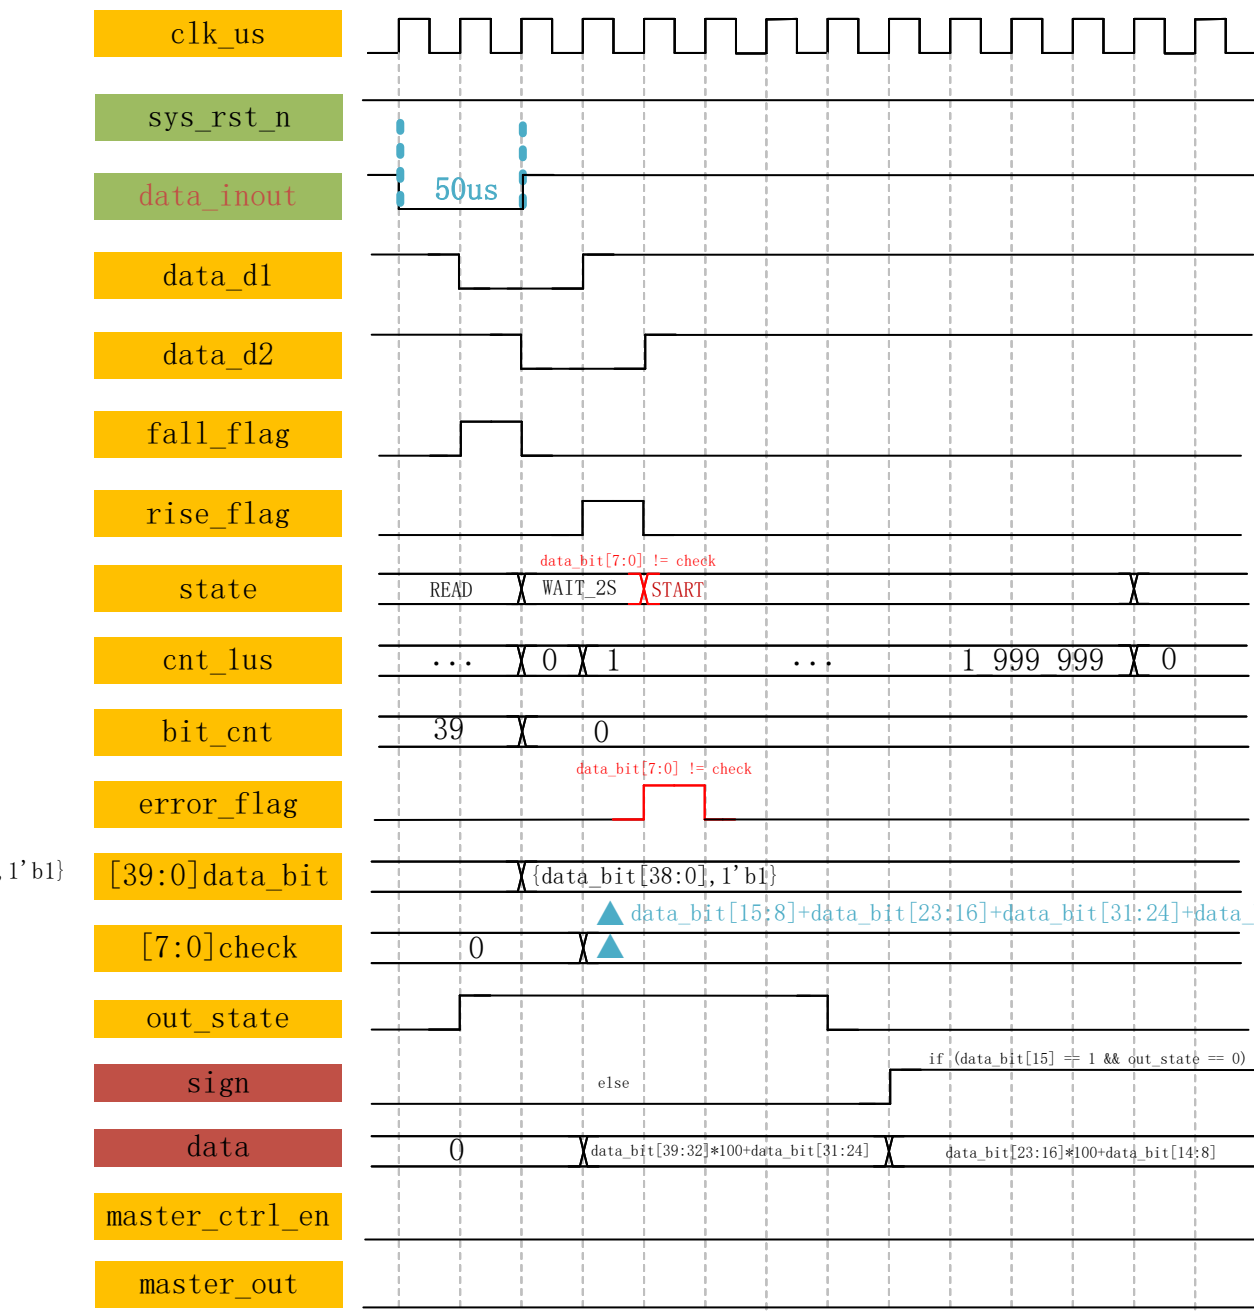 clk_us
sys_rst_n
data_inout
50us
data_d1
data_d2
fall_flag
rise_flag
data_bit[7:0] != check
state
READ
WAIT_2S
START
cnt_1us
...
0
1
...
1_999_999
0
bit_cnt
39
0
data_bit[7:0] != check
error_flag
,1'b1}
[39:0]data_bit
{data_bit[38:0],1'b1}
data_bit[15:8]+data_bit[23:16]+data_bit[31:24]+data_
[7:0]check
0
out_state
if (data_bit[15] == 1 && out_state == 0)
sign
else
data
0
data_bit[39:32]*100+data_bit[31:24]
data_bit[23:16]*100+data_bit[14:8]
master_ctrl_en
master_out